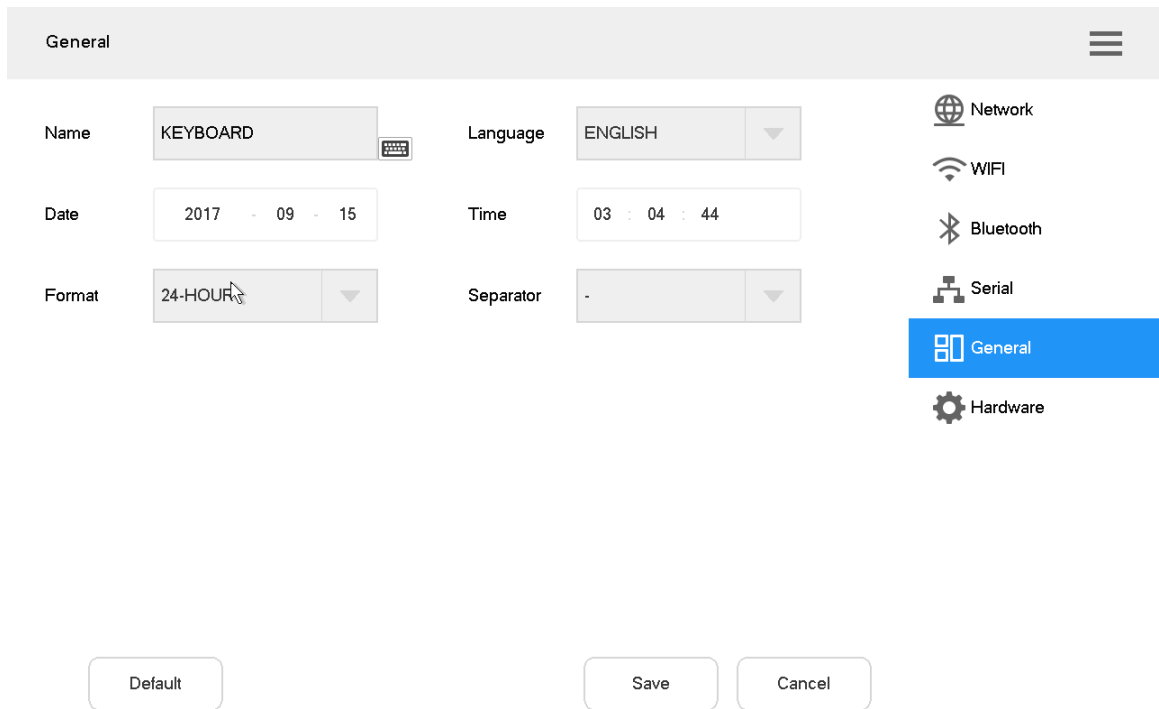 General
Name KEYBOARD Language ENGLISH
Date 2017 - 09 - 15 Time 03 : 04 : 44
Format 24-HOUR Separator -
Network
WIFI
Bluetooth
Serial
General
Hardware
Default Save Cancel